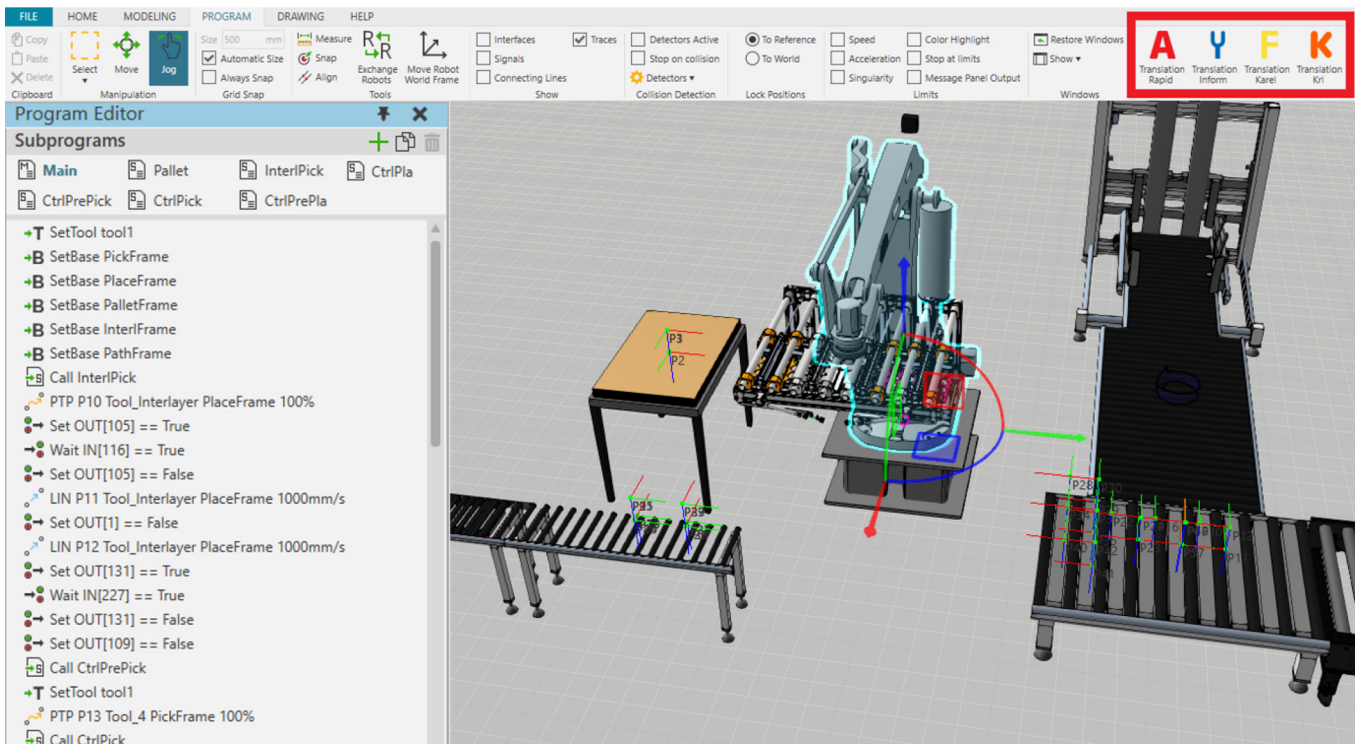 FILE HOME MODELING PROGRAM DRAWING HELP
Copy
Paste
Delete
Clipboard
Select
Move
Jog
Manipulation
Size 500 mm
Automatic Size
Always Snap
Grid Snap
Measure
Snap
Align
Exchange Robots
Move Robot World Frame
Tools
Interfaces
Signals
Connecting Lines
Traces
Show
Detectors Active
Stop on collision
Detectors
Collision Detection
To Reference
To World
Lock Positions
Speed
Acceleration
Singularity
Color Highlight
Stop at limits
Message Panel Output
Limits
Restore Windows
Show
Windows
A
Translation Rapid
Y
Translation Inform
F
Translation Karel
K
Translation Krl
Program Editor
Subprograms
Main Pallet InterlPick CtrlPla
CtrlPrePick CtrlPick CtrlPrePla
SetTool tool1
SetBase PickFrame
SetBase PlaceFrame
SetBase PalletFrame
SetBase InterlFrame
SetBase PathFrame
Call InterlPick
PTP P10 Tool_Interlayer PlaceFrame 100%
Set OUT[105] == True
Wait IN[116] == True
Set OUT[105] == False
LIN P11 Tool_Interlayer PlaceFrame 1000mm/s
Set OUT[1] == False
LIN P12 Tool_Interlayer PlaceFrame 1000mm/s
Set OUT[131] == True
Wait IN[227] == True
Set OUT[131] == False
Set OUT[109] == False
Call CtrlPrePick
SetTool tool1
PTP P13 Tool_4 PickFrame 100%
Call CtrlPick
P3
P2
P28